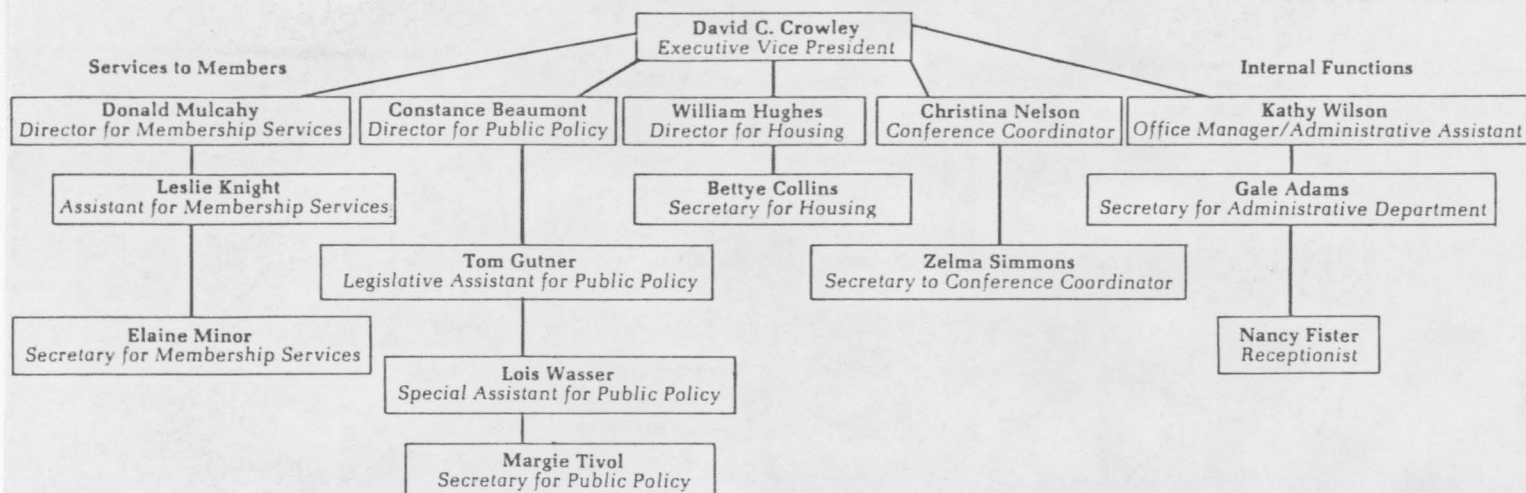 David C. Crowley
Executive Vice President
Services to Members
Internal Functions
Donald Mulcahy
Director for Membership Services
Constance Beaumont
Director for Public Policy
William Hughes
Director for Housing
Christina Nelson
Conference Coordinator
Kathy Wilson
Office Manager/Administrative Assistant
Leslie Knight
Assistant for Membership Services
Bettye Collins
Secretary for Housing
Gale Adams
Secretary for Administrative Department
Tom Gutner
Legislative Assistant for Public Policy
Zelma Simmons
Secretary to Conference Coordinator
Elaine Minor
Secretary for Membership Services
Nancy Fister
Receptionist
Lois Wasser
Special Assistant for Public Policy
Margie Tivol
Secretary for Public Policy